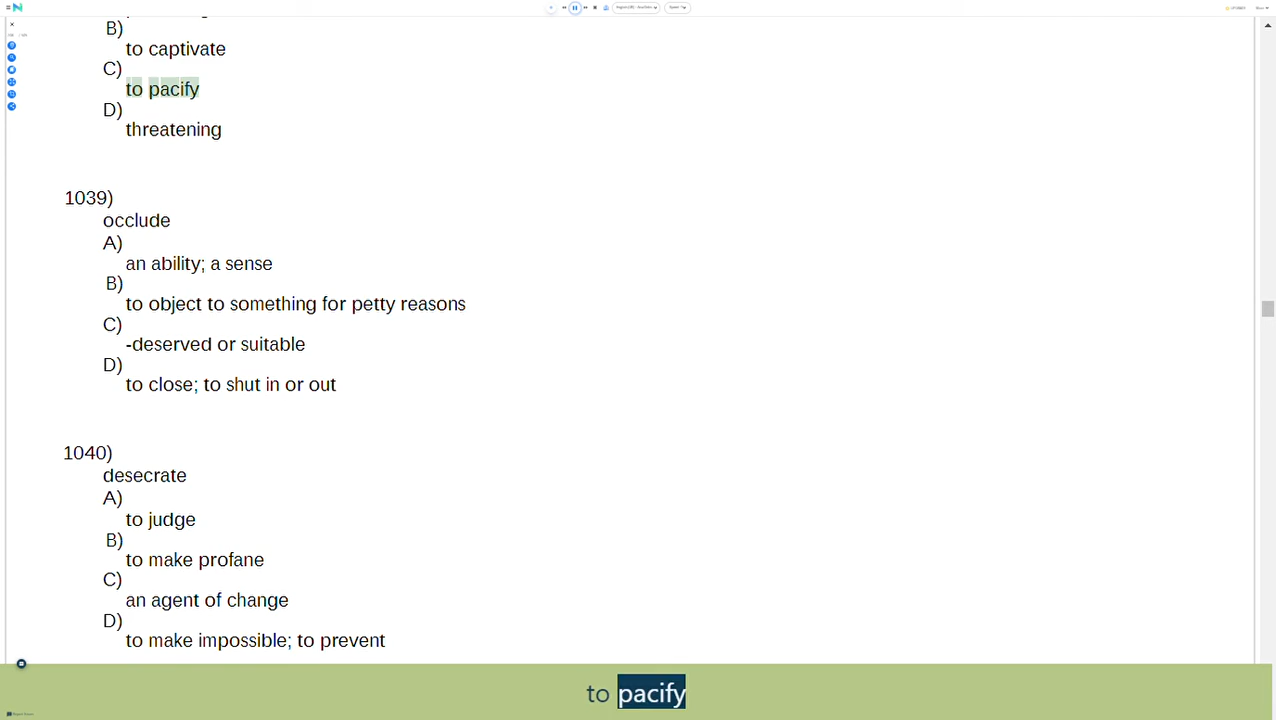 B)
to captivate
C)
to pacify
D)
threatening
1039)
occlude
A)
an ability; a sense
B)
to object to something for petty reasons
C)
-deserved or suitable
D)
to close; to shut in or out
1040)
desecrate
A)
to judge
B)
to make profane
C)
an agent of change
D)
to make impossible; to prevent
to pacify